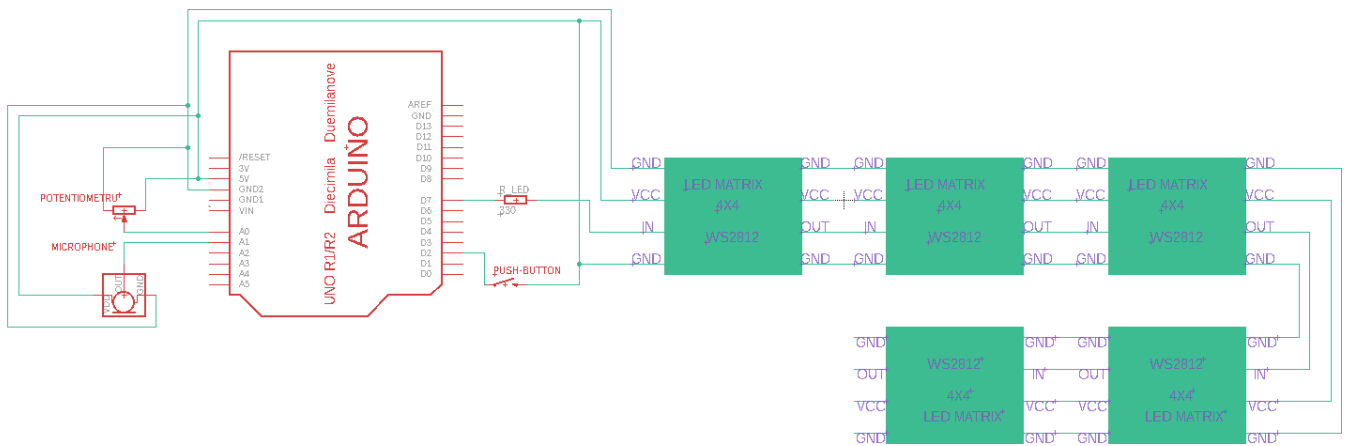 AREF
GND
D13
D12
D11
D10
D9
D8
D7
D6
D5
D4
D3
D2
D1
D0
/RESET
3V
5V
GND2
GND1
VIN
A0
A1
A2
A3
A4
A5
UNO R1/R2 Diecimila Duemilanove
ARDUINO
POTENTIOMETRU
MICROPHONE
VDD
OUT
GND
R_LED
330
PUSH-BUTTON
GND GND GND GND GND GND
LED MATRIX LED MATRIX LED MATRIX
VCC VCC VCC VCC VCC VCC
4X4 4X4 4X4
IN OUT IN OUT IN OUT
WS2812 WS2812 WS2812
GND GND GND GND GND GND
GND GND GND GND
WS2812 WS2812
OUT IN OUT IN
4X4 4X4
VCC VCC VCC VCC
LED MATRIX LED MATRIX
GND GND GND GND